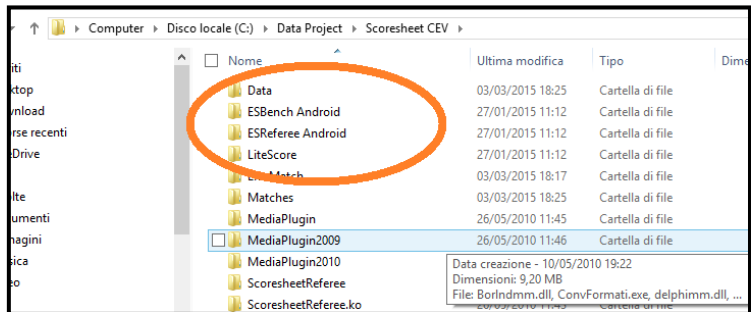 Computer Disco locale (C:) Data Project Scoresheet CEV
Nome Ultima modifica Tipo Dime
iti
Data 03/03/2015 18:25 Cartella di file
ktop
ESBench Android 27/01/2015 11:12 Cartella di file
vnload
ESReferee Android 27/01/2015 11:12 Cartella di file
rse recenti
LiteScore 27/01/2015 11:12 Cartella di file
eDrive
Match 03/03/2015 18:17 Cartella di file
Matches 03/03/2015 18:25 Cartella di file
lte
MediaPlugin 26/05/2010 11:45 Cartella di file
umenti
MediaPlugin2009 26/05/2010 11:46 Cartella di file
nagini
MediaPlugin2010
sica
Data creazione - 10/05/2010 19:22
ScoresheetReferee
eo
Dimensioni: 9,20 MB
File: Borlndmm.dll, ConvFormati.exe, delphimm.dll, ...
ScoresheetReferee.ko